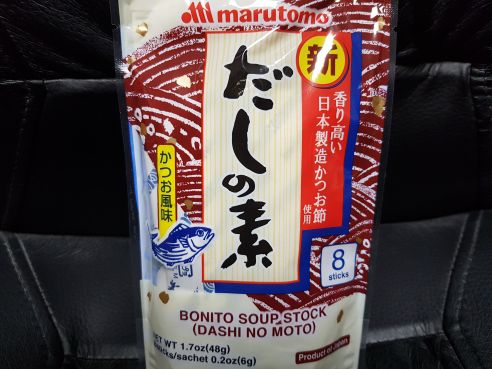 marutomo
新
だしの素
香り高い
日本製造かつお節
使用
かつお風味
8
sticks
BONITO SOUP STOCK
(DASHI NO MOTO)
NET WT 1.7oz(48g)
8sticks/sachet 0.2oz(6g)
Product of Japan